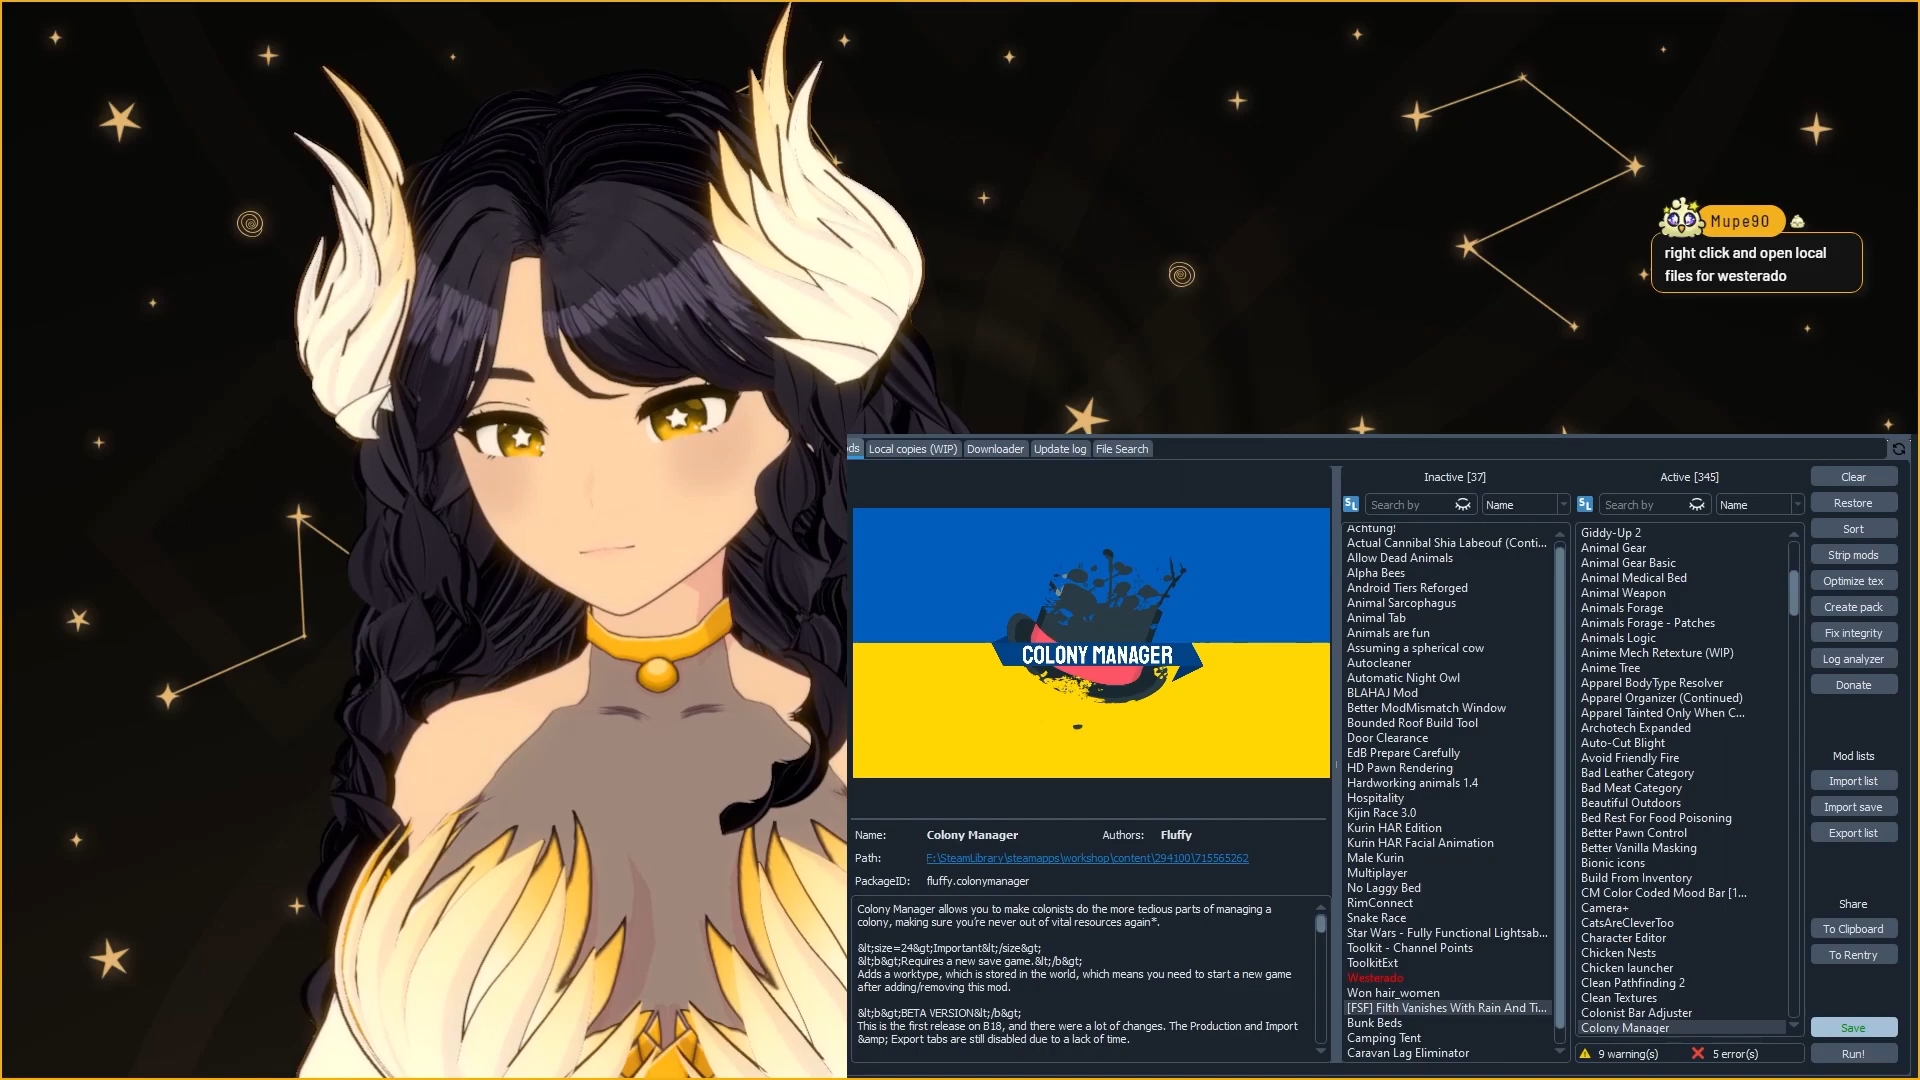 Mupe90
right click and open local
files for westerado
ds
Local copies (WIP)
Downloader
Update log
File Search
COLONY MANAGER
Name:
Colony Manager
Authors:
Fluffy
Path:
F:\SteamLibrary\steamapps\workshop\content\294100\715565262
PackageID:
fluffy.colonymanager
Colony Manager allows you to make colonists do the more tedious parts of managing a
colony, making sure you're never out of vital resources again*.
&lt;size=24&gt;Important&lt;/size&gt;
&lt;b&gt;Requires a new save game.&lt;/b&gt;
Adds a worktype, which is stored in the world, which means you need to start a new game
after adding/removing this mod.
&lt;b&gt;BETA VERSION&lt;/b&gt;
This is the first release on B18, and there were a lot of changes. The Production and Import
&amp; Export tabs are still disabled due to a lack of time.
Inactive [37]
SL
Search by
Name
Achtung!
Actual Cannibal Shia Labeouf (Conti...
Allow Dead Animals
Alpha Bees
Android Tiers Reforged
Animal Sarcophagus
Animal Tab
Animals are fun
Assuming a spherical cow
Autocleaner
Automatic Night Owl
BLAHAJ Mod
Better ModMismatch Window
Bounded Roof Build Tool
Door Clearance
EdB Prepare Carefully
HD Pawn Rendering
Hardworking animals 1.4
Hospitality
Kijin Race 3.0
Kurin HAR Edition
Kurin HAR Facial Animation
Male Kurin
Multiplayer
No Laggy Bed
RimConnect
Snake Race
Star Wars - Fully Functional Lightsab...
Toolkit - Channel Points
ToolkitExt
Westerado
Won hair_women
[FSF] Filth Vanishes With Rain And Ti...
Bunk Beds
Camping Tent
Caravan Lag Eliminator
Active [345]
SL
Search by
Name
Giddy-Up 2
Animal Gear
Animal Gear Basic
Animal Medical Bed
Animal Weapon
Animals Forage
Animals Forage - Patches
Animals Logic
Anime Mech Retexture (WIP)
Anime Tree
Apparel BodyType Resolver
Apparel Organizer (Continued)
Apparel Tainted Only When C...
Archotech Expanded
Auto-Cut Blight
Avoid Friendly Fire
Bad Leather Category
Bad Meat Category
Beautiful Outdoors
Bed Rest For Food Poisoning
Better Pawn Control
Better Vanilla Masking
Bionic icons
Build From Inventory
CM Color Coded Mood Bar [1...
Camera+
CatsAreCleverToo
Character Editor
Chicken Nests
Chicken launcher
Clean Pathfinding 2
Clean Textures
Colonist Bar Adjuster
Colony Manager
9 warning(s)
5 error(s)
Clear
Restore
Sort
Strip mods
Optimize tex
Create pack
Fix integrity
Log analyzer
Donate
Mod lists
Import list
Import save
Export list
Share
To Clipboard
To Rentry
Save
Run!